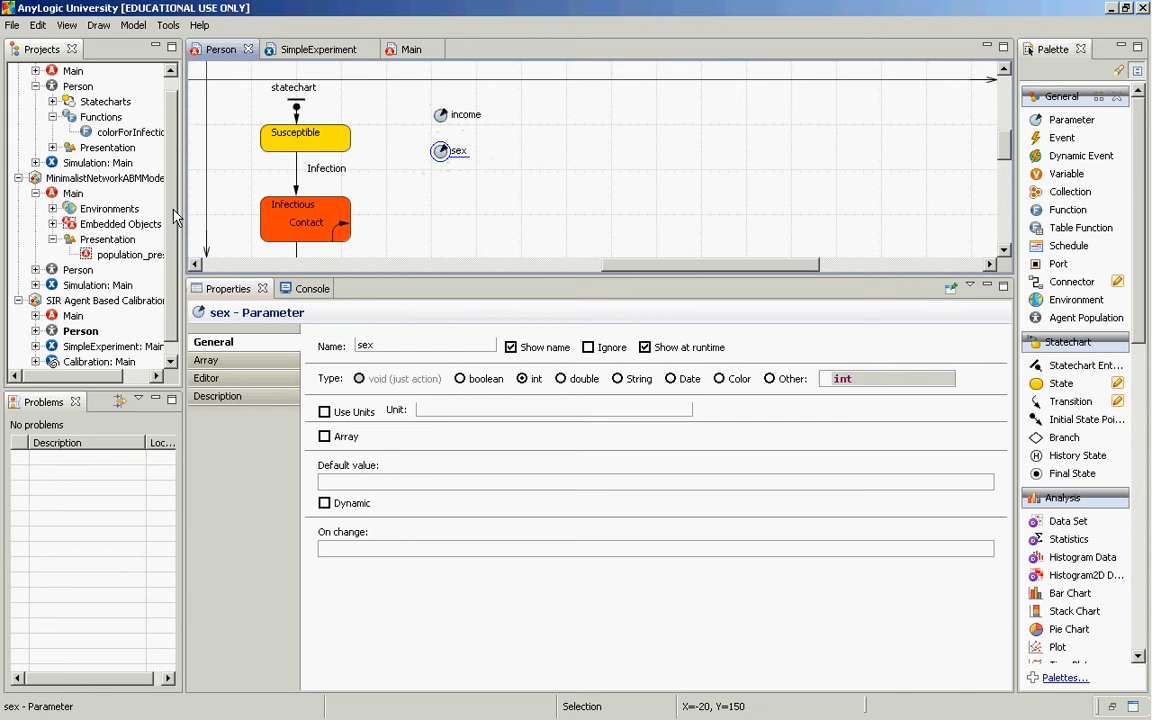 AnyLogic University [EDUCATIONAL USE ONLY]
File Edit View Draw Model Tools Help
Projects
Main
Person
Statecharts
Functions
colorForInfectio
Presentation
Simulation: Main
MinimalistNetworkABMMode
Main
Environments
Embedded Objects
Presentation
population_pres
Person
Simulation: Main
SIR Agent Based Calibration
Main
Person
SimpleExperiment: Main
Calibration: Main
Problems
No problems
Description Loc...
Person SimpleExperiment Main
statechart
Susceptible
Infection
Infectious
Contact
income
sex
Properties Console
sex - Parameter
General
Array
Editor
Description
Name: sex Show name Ignore Show at runtime
Type: void (just action) boolean int double String Date Color Other: int
Use Units Unit:
Array
Default value:
Dynamic
On change:
Palette
General
Parameter
Event
Dynamic Event
Variable
Collection
Function
Table Function
Schedule
Port
Connector
Environment
Agent Population
Statechart
Statechart Ent...
State
Transition
Initial State Poi...
Branch
History State
Final State
Analysis
Data Set
Statistics
Histogram Data
Histogram2D D...
Bar Chart
Stack Chart
Pie Chart
Plot
Palettes...
sex - Parameter Selection X=-20, Y=150